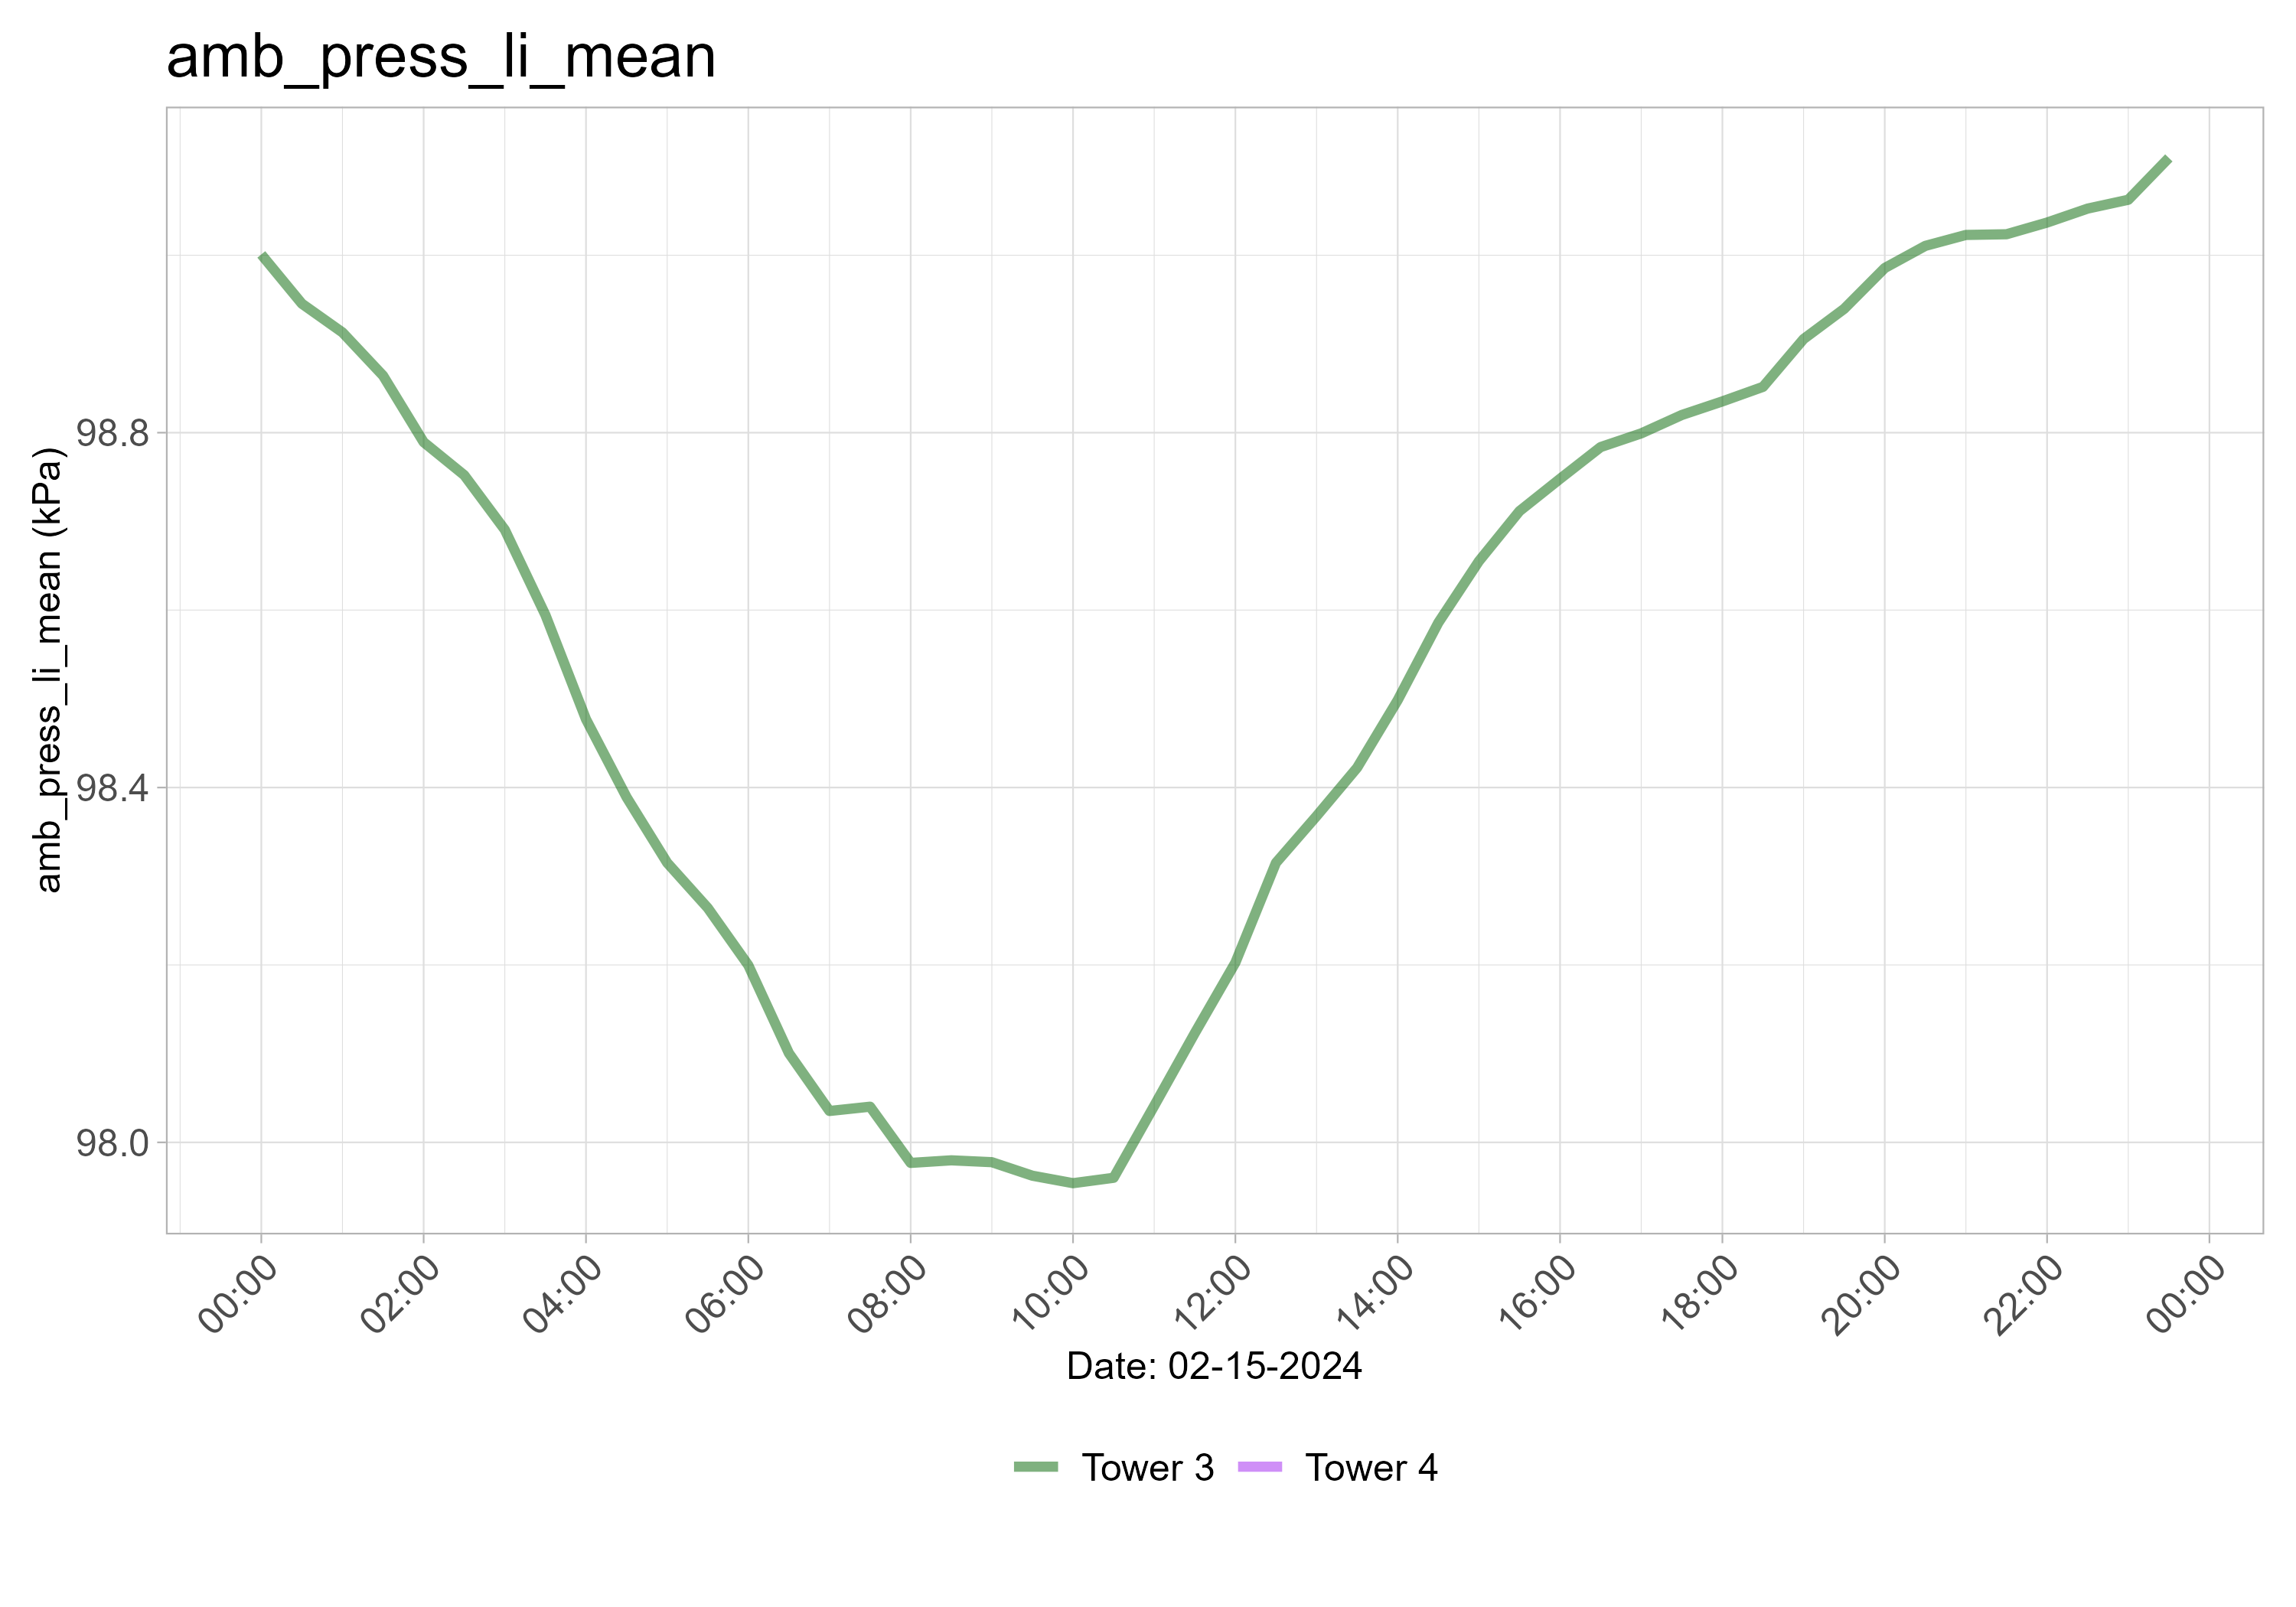 amb_press_li_mean
amb_press_li_mean (kPa)
98.8
98.4
98.0
00:00 02:00 04:00 06:00 08:00 10:00 12:00 14:00 16:00 18:00 20:00 22:00 00:00
Date: 02-15-2024
Tower 3 Tower 4